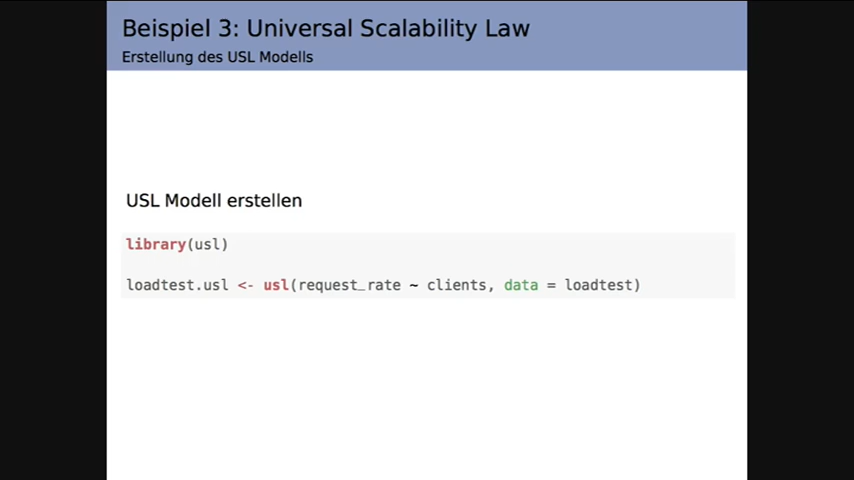 Beispiel 3: Universal Scalability Law
Erstellung des USL Modells
USL Modell erstellen
library(usl)
loadtest.usl <- usl(request_rate ~ clients, data = loadtest)